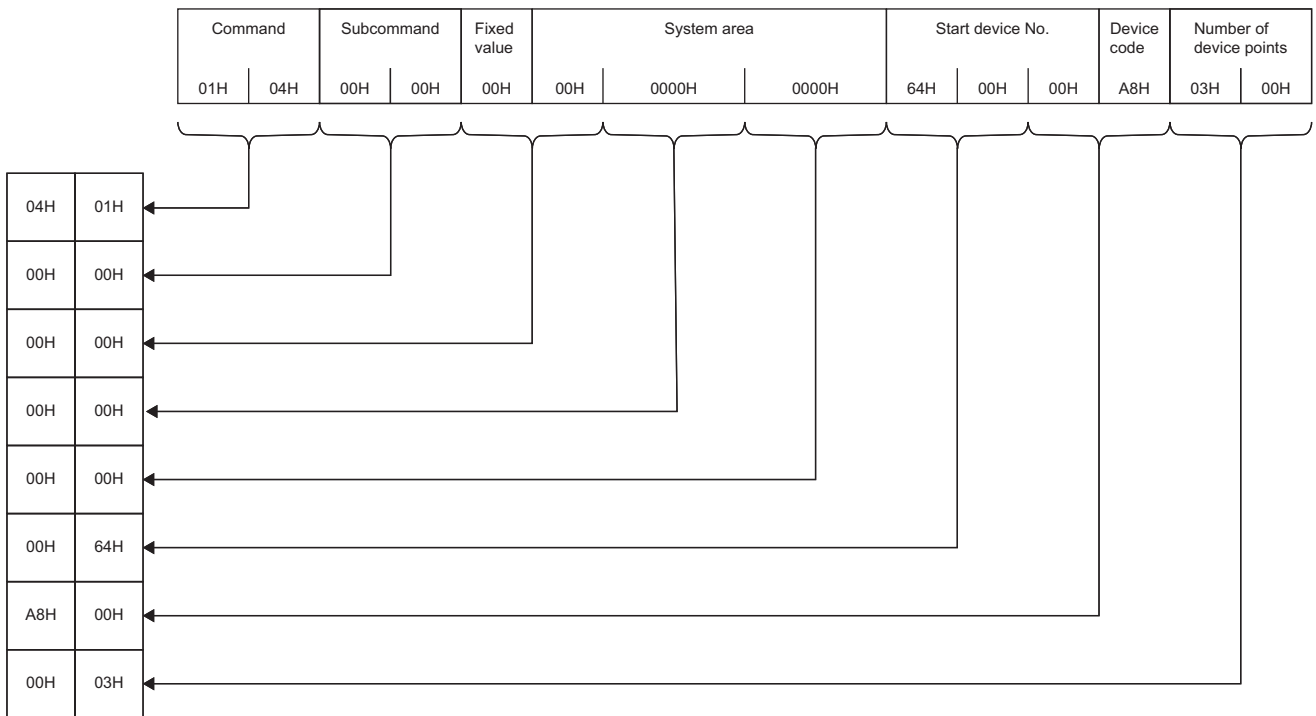 Command Subcommand Fixed value System area Start device No. Device code Number of device points
01H 04H 00H 00H 00H 00H 0000H 0000H 64H 00H 00H A8H 03H 00H
04H 01H
00H 00H
00H 00H
00H 00H
00H 00H
00H 64H
A8H 00H
00H 03H